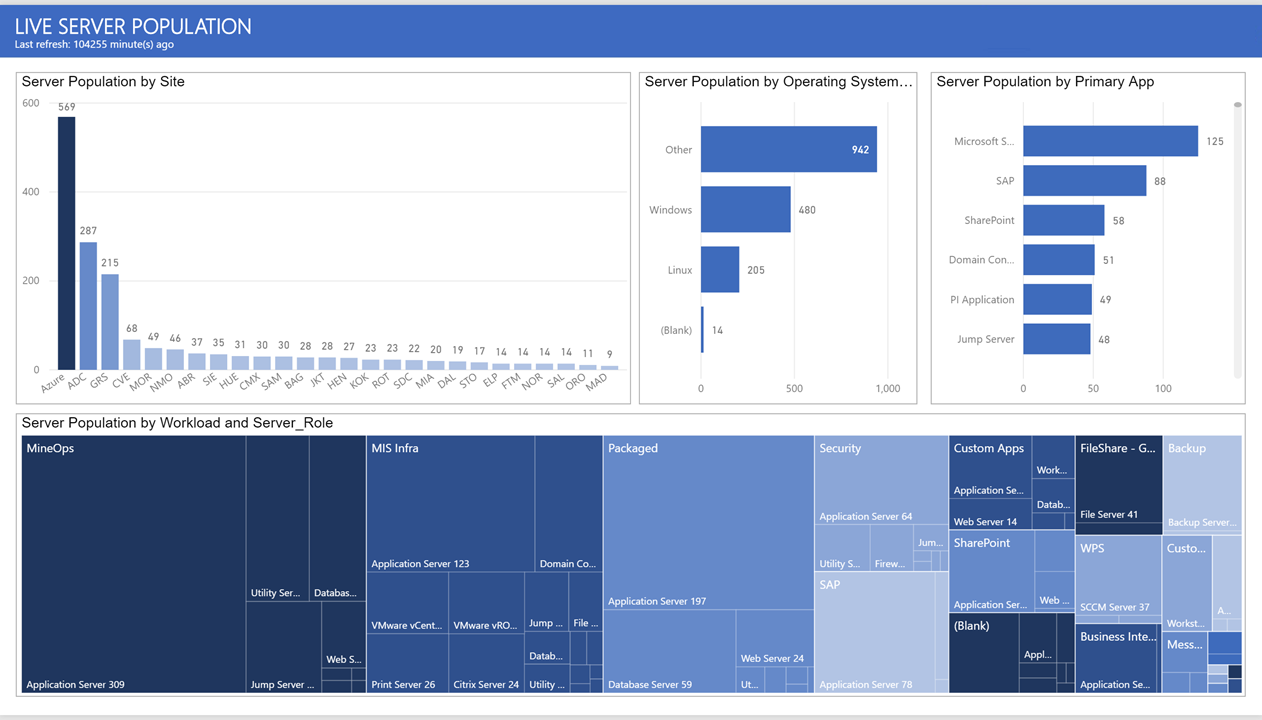 LIVE SERVER POPULATION
Last refresh: 104255 minute(s) ago
Server Population by Site
600
400
200
0
569
287
215
68
49
46
37
35
31
30
30
28
28
27
23
23
22
20
19
17
14
14
14
14
11
9
Azure
ADC
GRS
CVE
MOR
NMO
ABR
SIE
HUE
CMX
SAM
BAG
JKT
HEN
KOK
ROT
SDC
MIA
DAL
STO
ELP
FTM
NOR
SAL
ORO
MAD
Server Population by Operating System...
Other
942
Windows
480
Linux
205
(Blank)
14
0
500
1,000
Server Population by Primary App
Microsoft S...
125
SAP
88
SharePoint
58
Domain Con...
51
PI Application
49
Jump Server
48
0
50
100
Server Population by Workload and Server_Role
MineOps
Application Server 309
Utility Ser...
Databas...
Web S...
Jump Server ...
MIS Infra
Application Server 123
Domain Co...
VMware vCent...
VMware vRO...
Jump ...
File ...
Datab...
Print Server 26
Citrix Server 24
Utility ...
Packaged
Application Server 197
Database Server 59
Web Server 24
Ut...
Security
Application Server 64
Utility S...
Firew...
Jum...
SAP
Application Server 78
Custom Apps
Application Se...
Work...
Datab...
Web Server 14
SharePoint
Application Ser...
Web ...
(Blank)
Appl...
FileShare - G...
File Server 41
WPS
SCCM Server 37
Business Inte...
Application Se...
Backup
Backup Server...
Custo...
Workst...
A...
Mess...